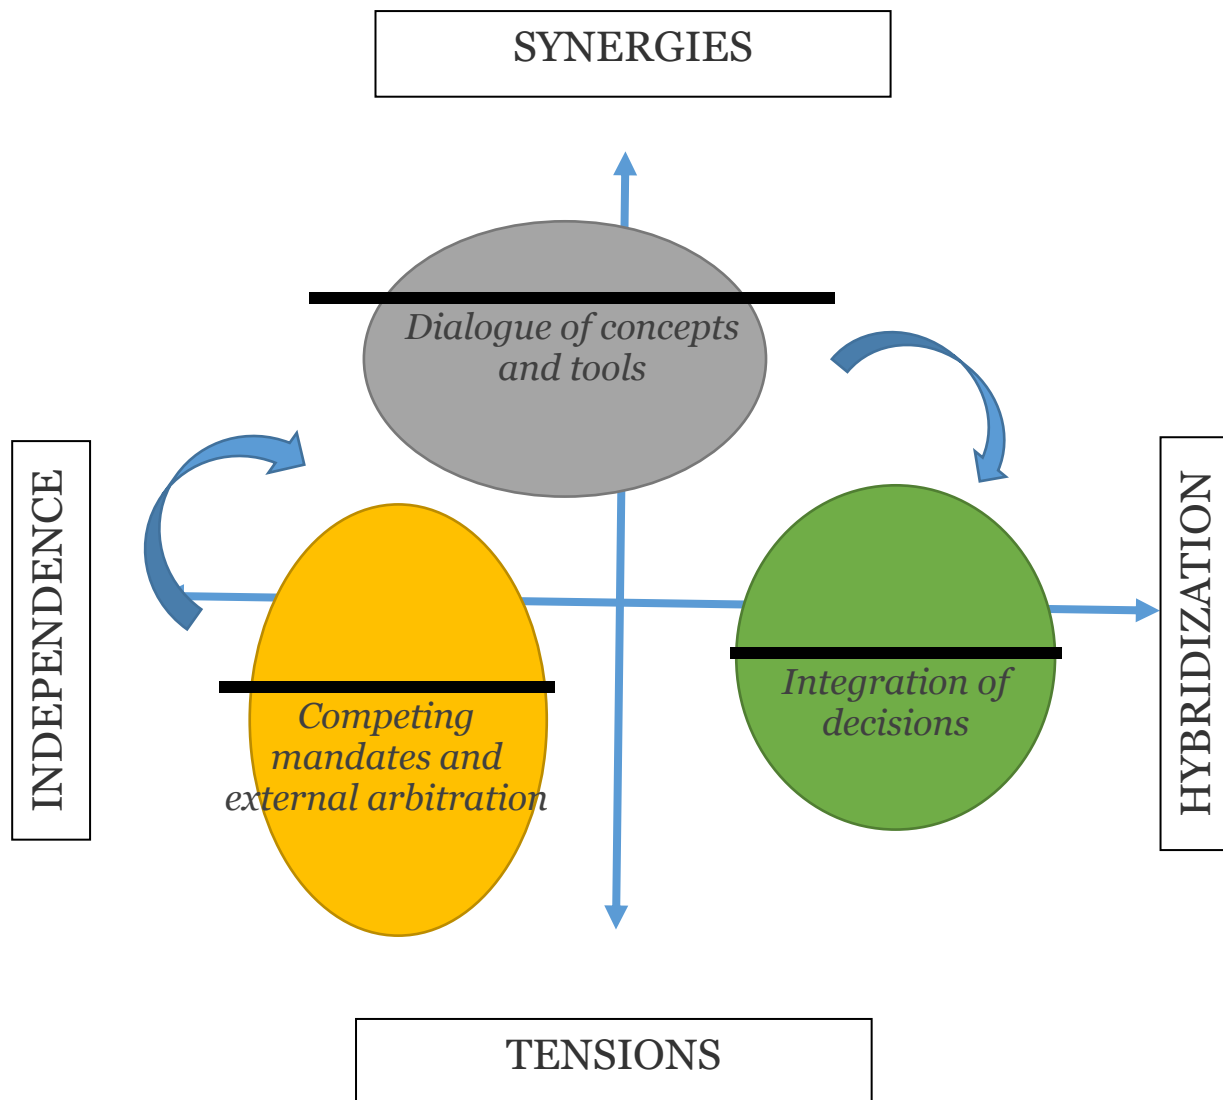 SYNERGIES
Dialogue of concepts
and tools
INDEPENDENCE
HYBRIDIZATION
Integration of
decisions
Competing
mandates and
external arbitration
TENSIONS